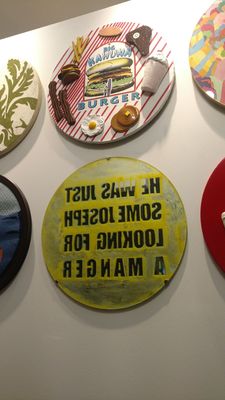 BIG
KAHUNA
BURGER
HE WAS JUST
SOME JOSEPH
LOOKING FOR
A MANGER